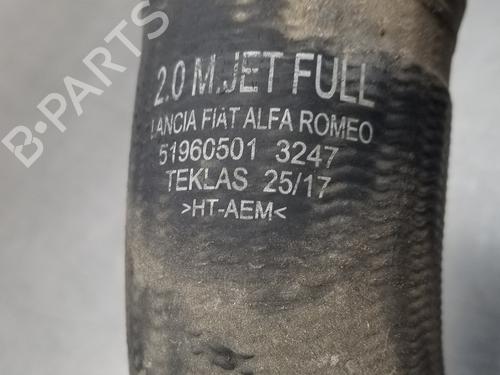 B-PARTS
2.0 M.JET FULL
LANCIA FIAT ALFA ROMEO
51960501 3247
TEKLAS 25/17
>HT-AEM<